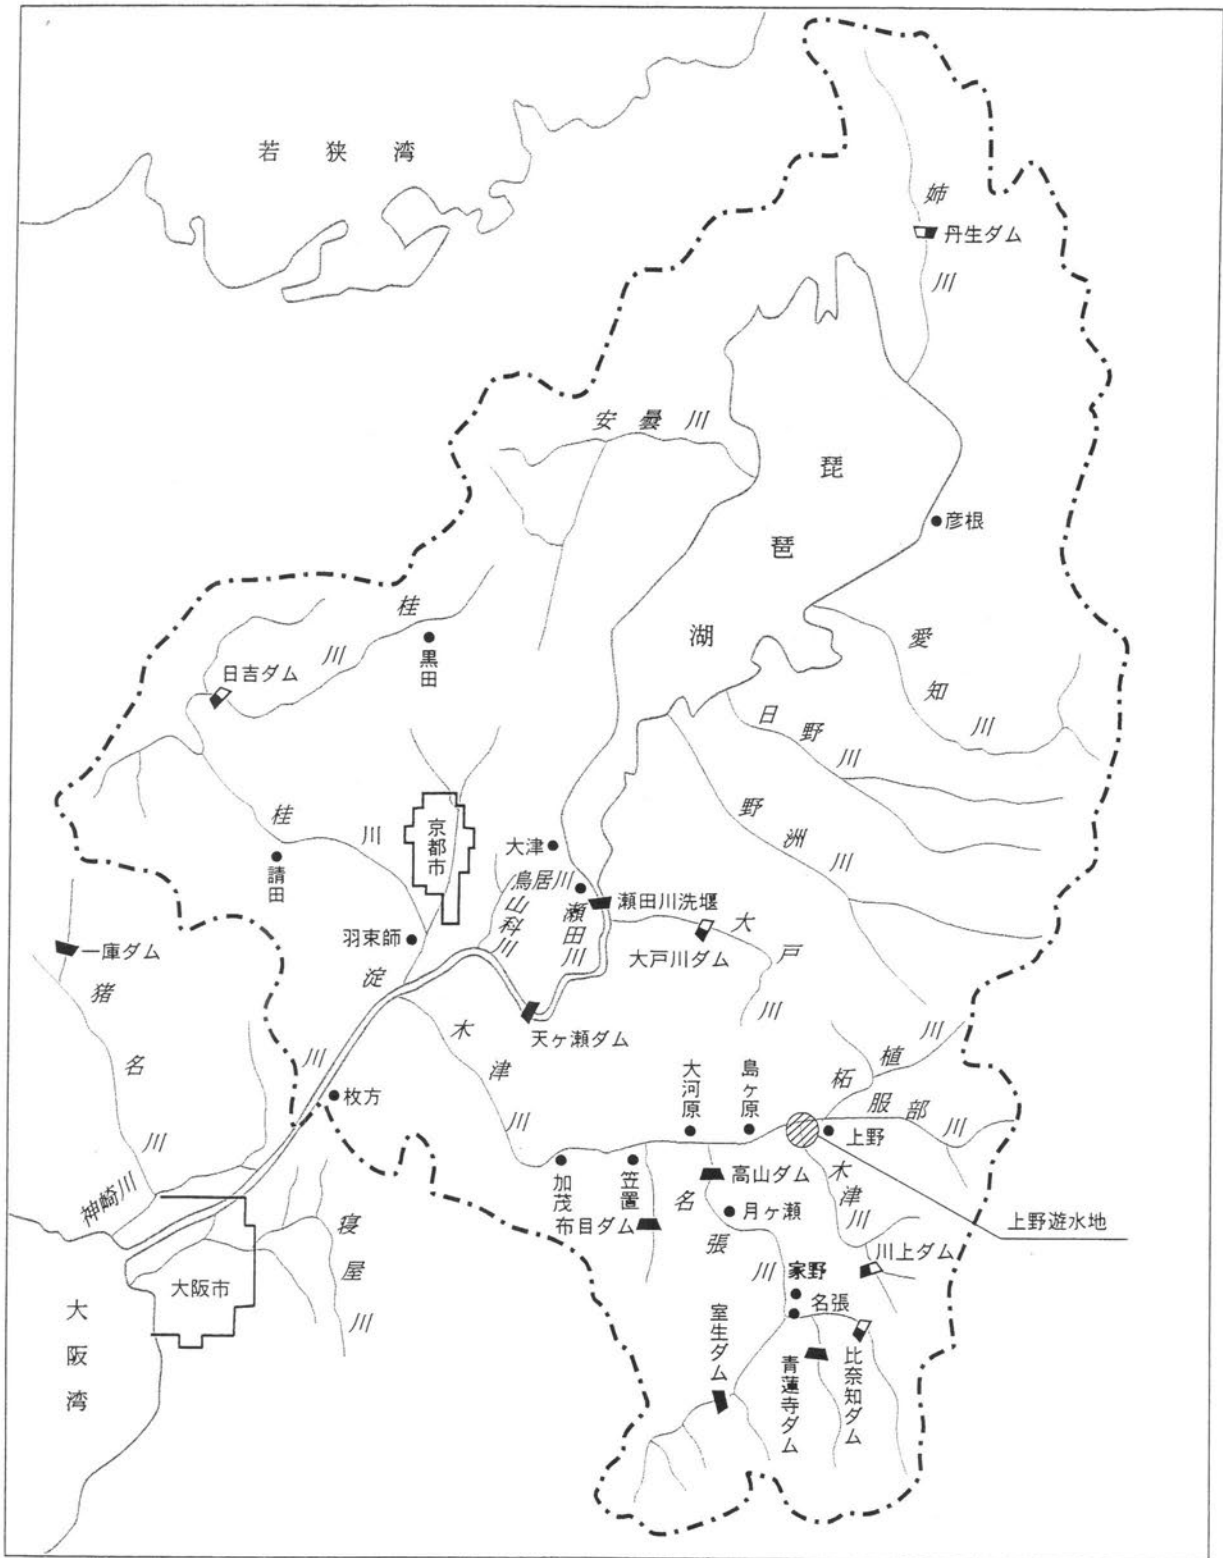 若狭湾
姉川
丹生ダム
安曇川
琵琶湖
彦根
桂川
黒田
日吉ダム
愛知川
日野川
野洲川
桂川
請田
京都市
大津
鳥居川
瀬田川洗堰
山科川
瀬田川
大戸川ダム
大戸川
羽束師
一庫ダム
猪名川
淀川
天ヶ瀬ダム
木津川
枚方
大河原
島ヶ原
柘植川
服部川
上野
加茂
笠置
高山ダム
木津川
布目ダム
名張川
月ヶ瀬
上野遊水地
川上ダム
神崎川
寝屋川
大阪市
家野
名張
室生ダム
青蓮寺ダム
比奈知ダム
大阪湾